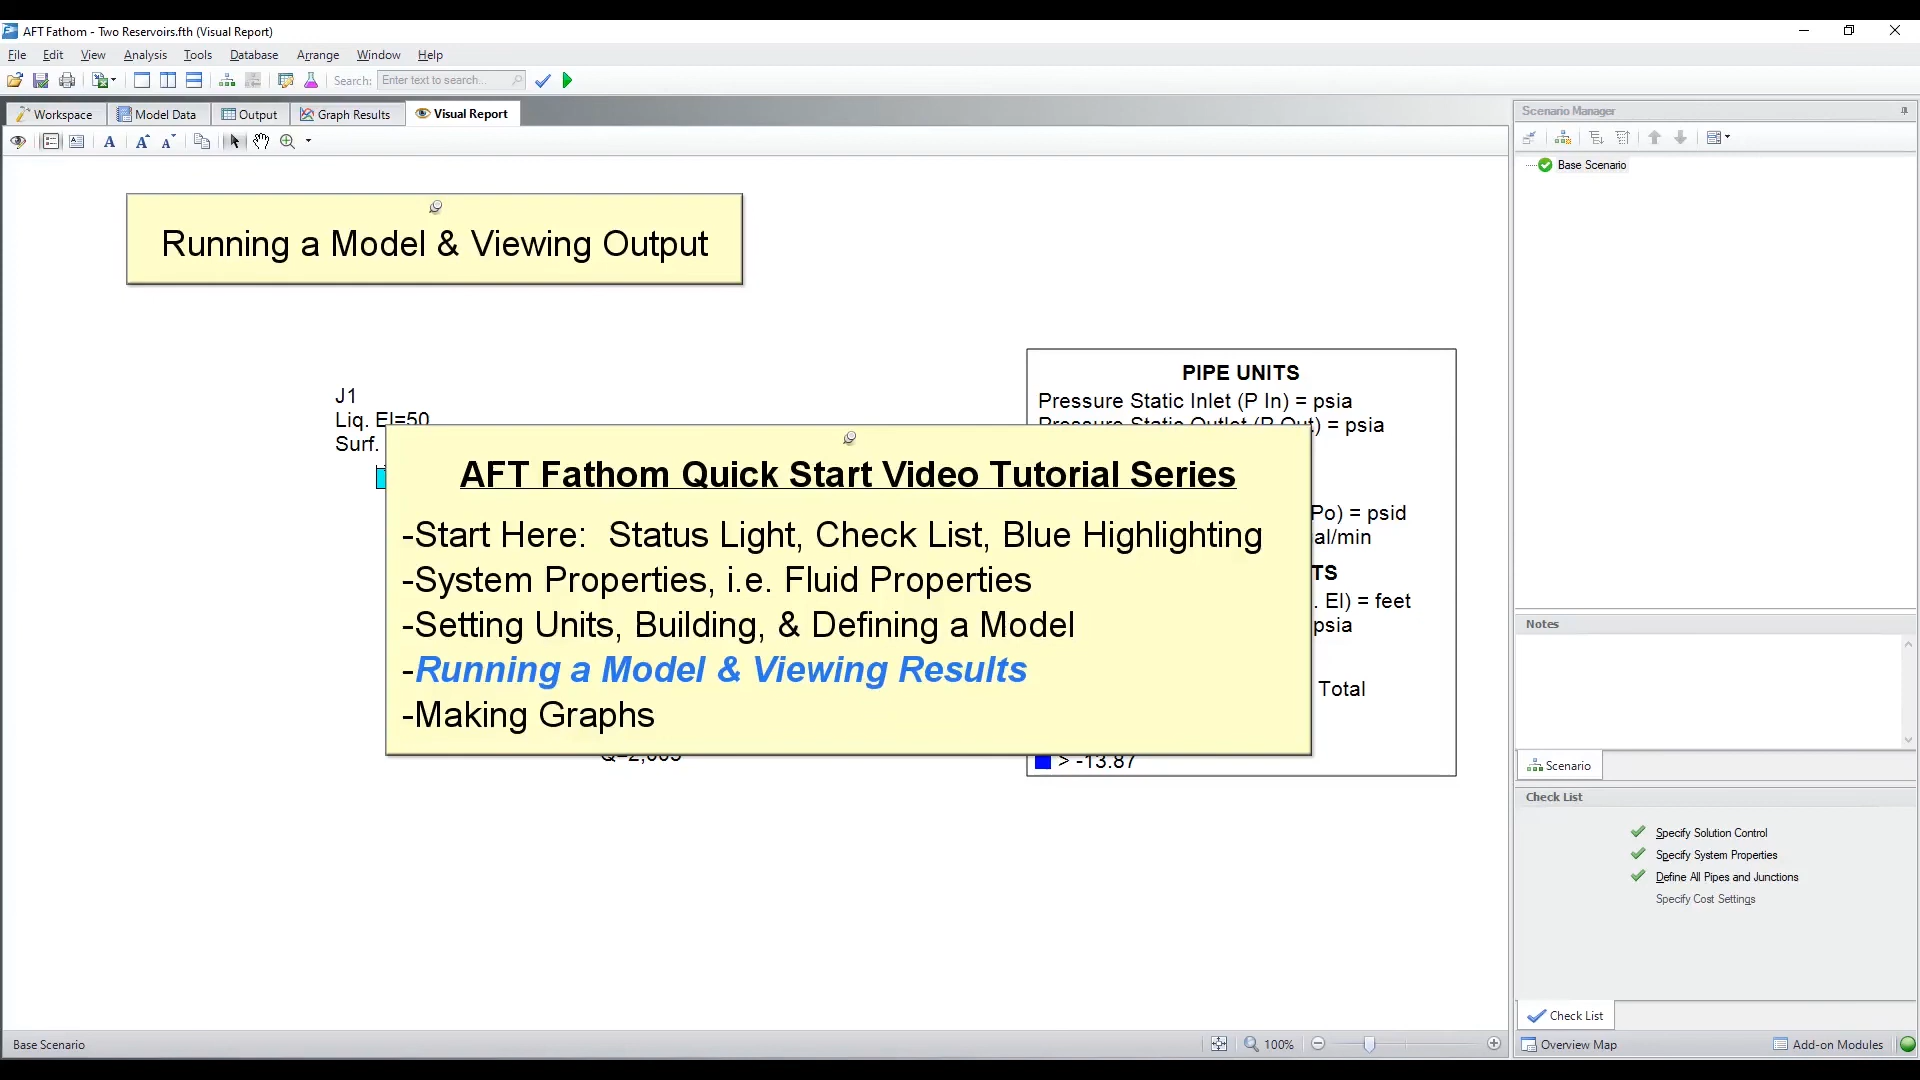 AFT Fathom - Two Reservoirs.fth (Visual Report)
File Edit View Analysis Tools Database Arrange Window Help
Search: Enter text to search...
Workspace Model Data Output Graph Results Visual Report
Scenario Manager
Base Scenario
Running a Model & Viewing Output
J1
Liq. El=50
Surf.
PIPE UNITS
Pressure Static Inlet (P In) = psia
Pressure Static Outlet (P Out) = psia
Po) = psid
al/min
TS
. El) = feet
psia
Total
> -13.87
AFT Fathom Quick Start Video Tutorial Series
-Start Here: Status Light, Check List, Blue Highlighting
-System Properties, i.e. Fluid Properties
-Setting Units, Building, & Defining a Model
-Running a Model & Viewing Results
-Making Graphs
Notes
Scenario
Check List
Specify Solution Control
Specify System Properties
Define All Pipes and Junctions
Specify Cost Settings
Check List
Base Scenario
100%
Overview Map
Add-on Modules